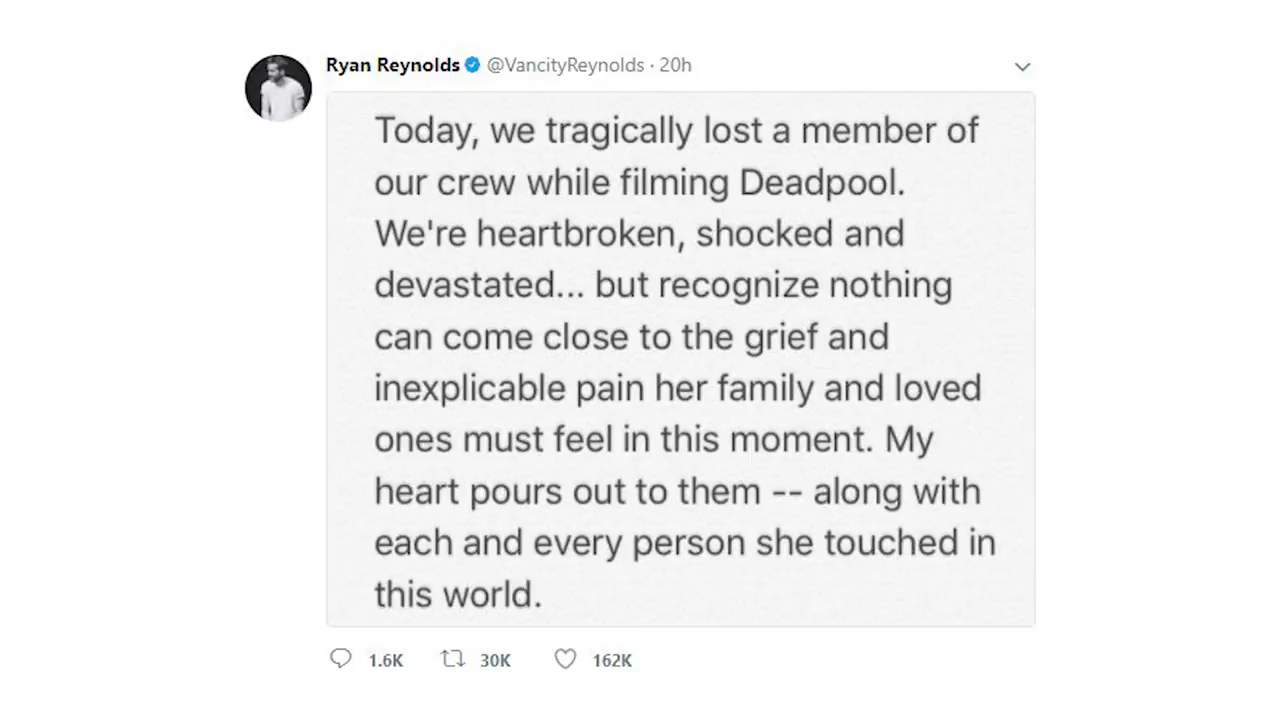 Ryan Reynolds @VancityReynolds · 20h
Today, we tragically lost a member of
our crew while filming Deadpool.
We're heartbroken, shocked and
devastated... but recognize nothing
can come close to the grief and
inexplicable pain her family and loved
ones must feel in this moment. My
heart pours out to them -- along with
each and every person she touched in
this world.
1.6K 30K 162K